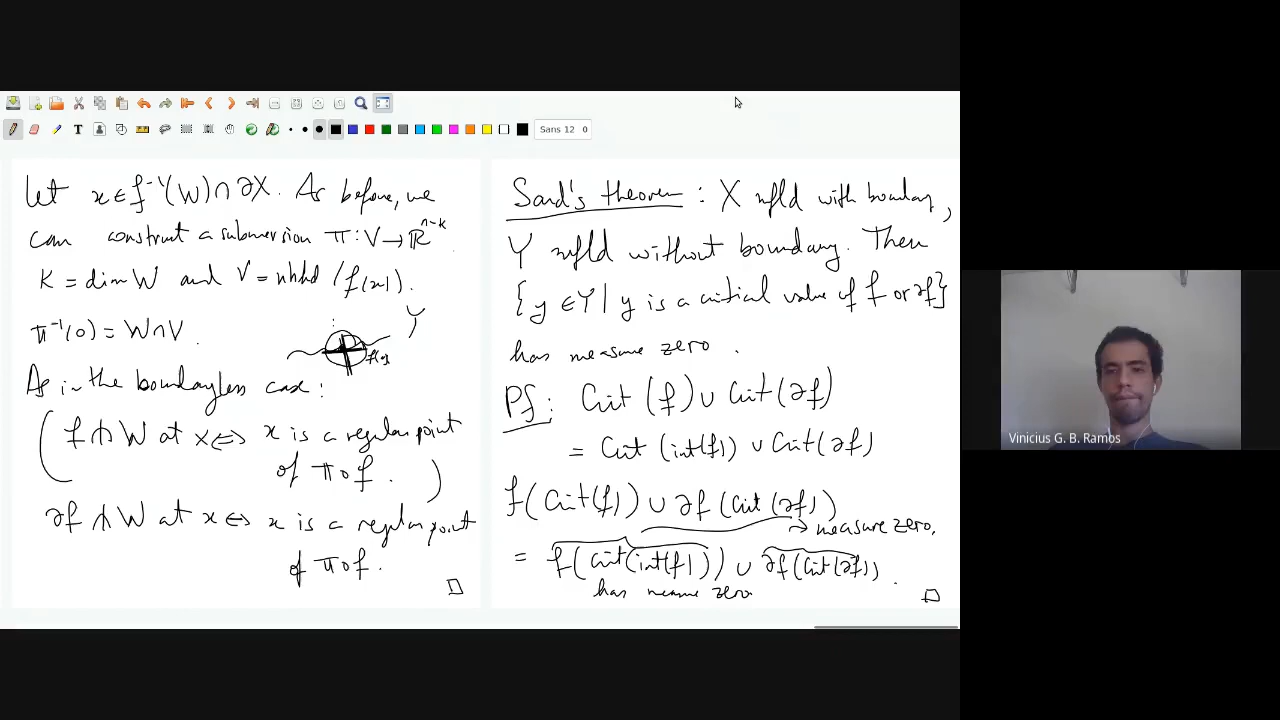 Sans 12 0
Let x ∈ f⁻¹(W) ∩ ∂X. As before, we
can construct a submersion π: V → ℝⁿ⁻ᵏ
K = dim W and V = nhbd / f(x).
π⁻¹(0) = W ∩ V.
Y
f(x)
As in the boundayless case:
(f ⋔ W at x ⟺ x is a regular point
of π ∘ f.)
∂f ⋔ W at x ⟺ x is a regular point
of π ∘ f.
□
Sard's theorem: X mfld with boundary,
Y mfld without boundary. Then
{y ∈ Y | y is a critical value of f or ∂f}
has measure zero.
Pf: Crit (f) ∪ Crit (∂f)
= Crit (int(f)) ∪ Crit (∂f)
f(Crit(f)) ∪ ∂f (Crit (∂f))
→ measure zero.
= f(Crit(int(f))) ∪ ∂f(Crit(∂f)).
has measure zero
□
Vinicius G. B. Ramos